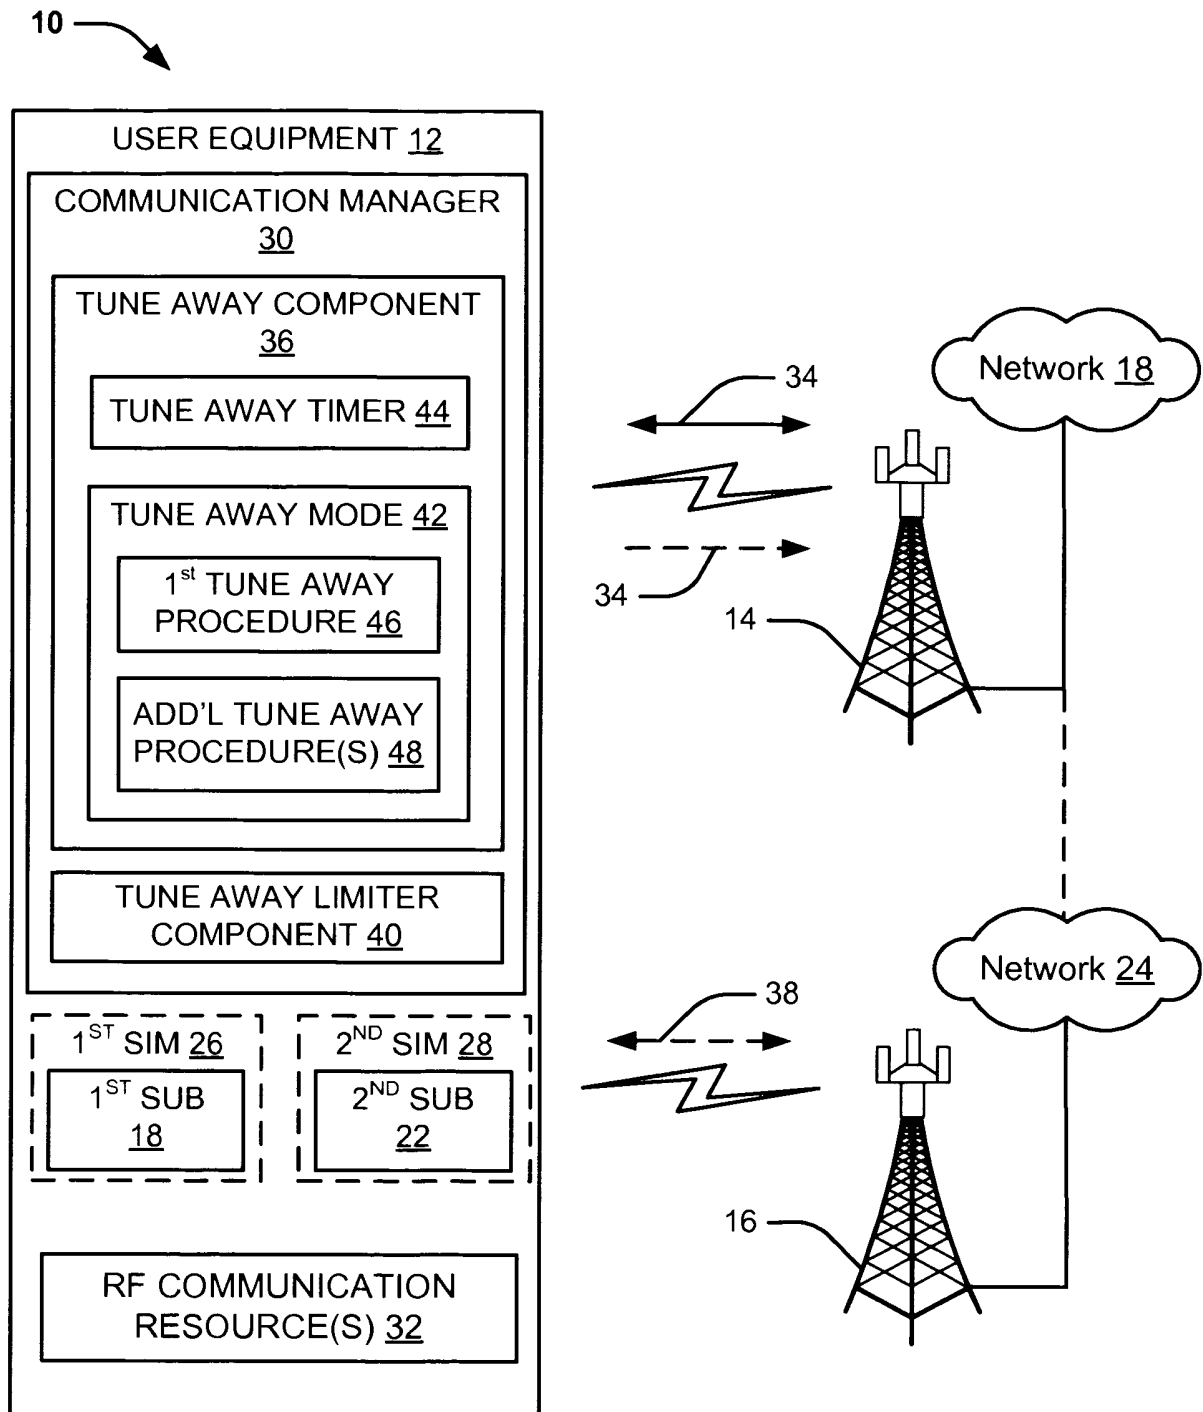 10
USER EQUIPMENT 12
COMMUNICATION MANAGER
30
TUNE AWAY COMPONENT
36
TUNE AWAY TIMER 44
TUNE AWAY MODE 42
1st TUNE AWAY
PROCEDURE 46
ADD'L TUNE AWAY
PROCEDURE(S) 48
TUNE AWAY LIMITER
COMPONENT 40
1ST SIM 26
1ST SUB
18
2ND SIM 28
2ND SUB
22
RF COMMUNICATION
RESOURCE(S) 32
34
34
Network 18
14
38
Network 24
16